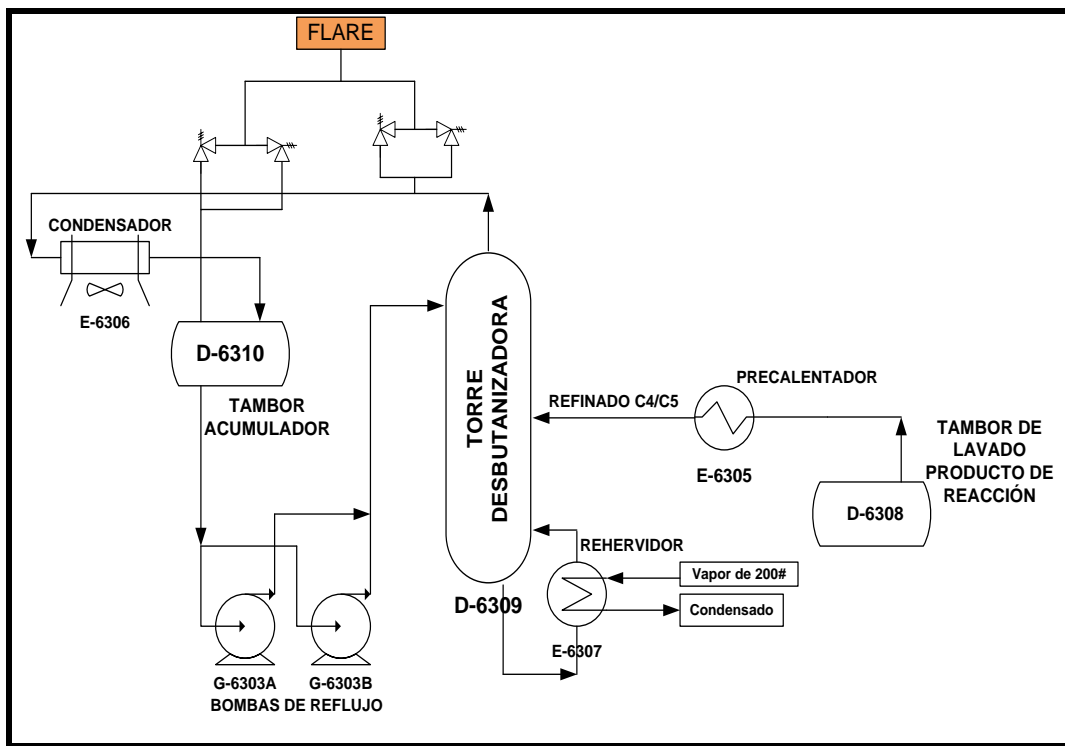 FLARE
CONDENSADOR
E-6306
D-6310
TAMBOR
ACUMULADOR
TORRE
DESBUTANIZADORA
D-6309
REFINADO C4/C5
PRECALENTADOR
E-6305
TAMBOR DE
LAVADO
PRODUCTO DE
REACCIÓN
D-6308
REHERVIDOR
Vapor de 200#
Condensado
E-6307
G-6303A
G-6303B
BOMBAS DE REFLUJO